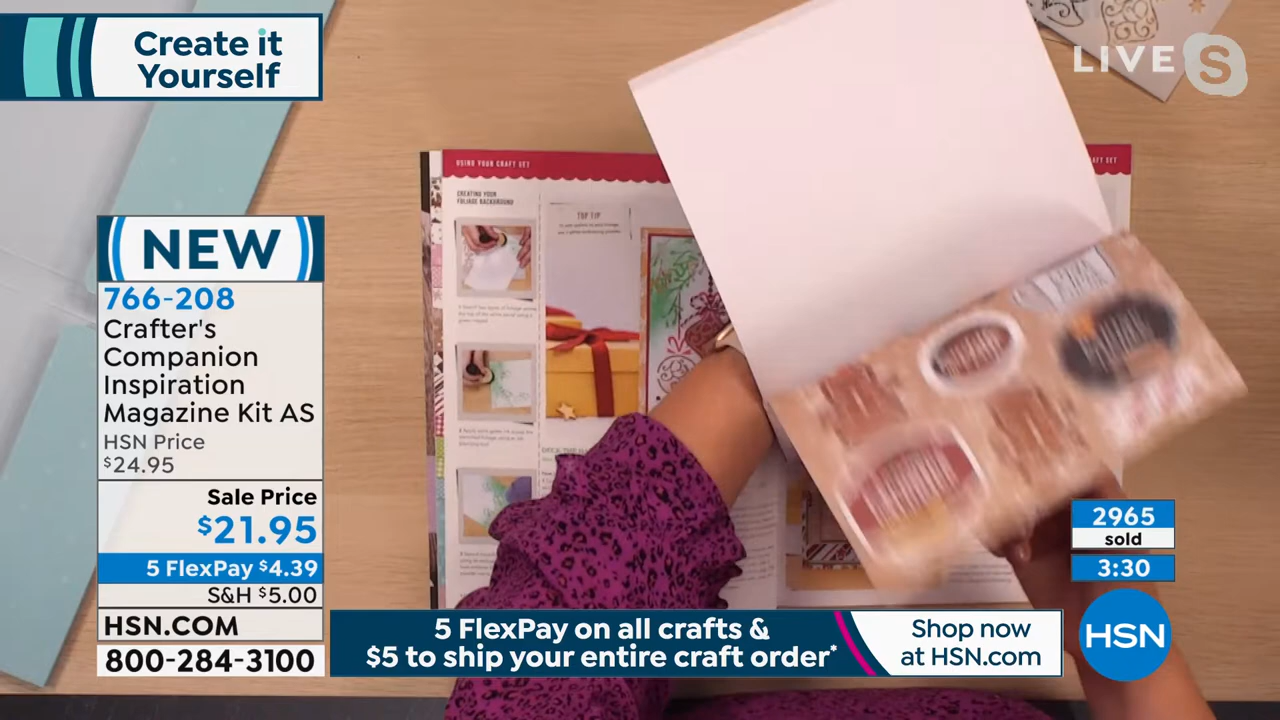 Create it
Yourself
LIVE S
USING YOUR CRAFT SET
CREATING YOUR
FOLIAGE BACKGROUND
TOP TIP
AFT SET
NEW
766-208
Crafter's
Companion
Inspiration
Magazine Kit AS
HSN Price
$24.95
Sale Price
$21.95
5 FlexPay $4.39
S&H $5.00
HSN.COM
800-284-3100
2965
sold
3:30
5 FlexPay on all crafts &
$5 to ship your entire craft order*
Shop now
at HSN.com
HSN